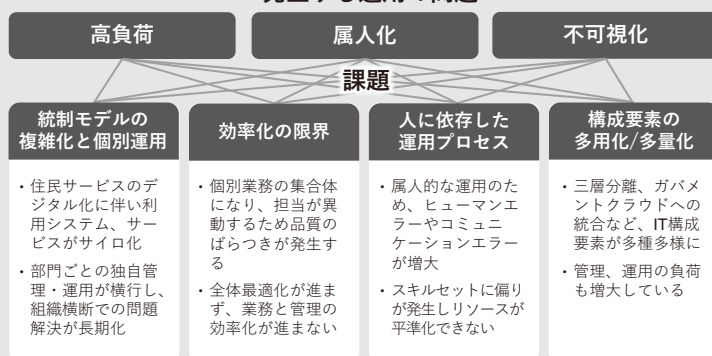 高負荷
属人化
不可視化
課題
統制モデルの
複雑化と個別運用
効率化の限界
人に依存した
運用プロセス
構成要素の
多用化/多量化
・住民サービスのデ
ジタル化に伴い利
用システム、サー
ビスがサイロ化
・部門ごとの独自管
理・運用が横行し、
組織横断での問題
解決が長期化
・個別業務の集合体
になり、担当が異
動するため品質の
ばらつきが発生す
る
・全体最適化が進ま
ず、業務と管理の
効率化が進まない
・属人的な運用のた
め、ヒューマンエ
ラーやコミュニ
ケーションエラー
が増大
・スキルセットに偏り
が発生しリソースが
平準化できない
・三層分離、ガバメ
ントクラウドへの
統合など、IT構成
要素が多種多様に
・管理、運用の負荷
も増大している